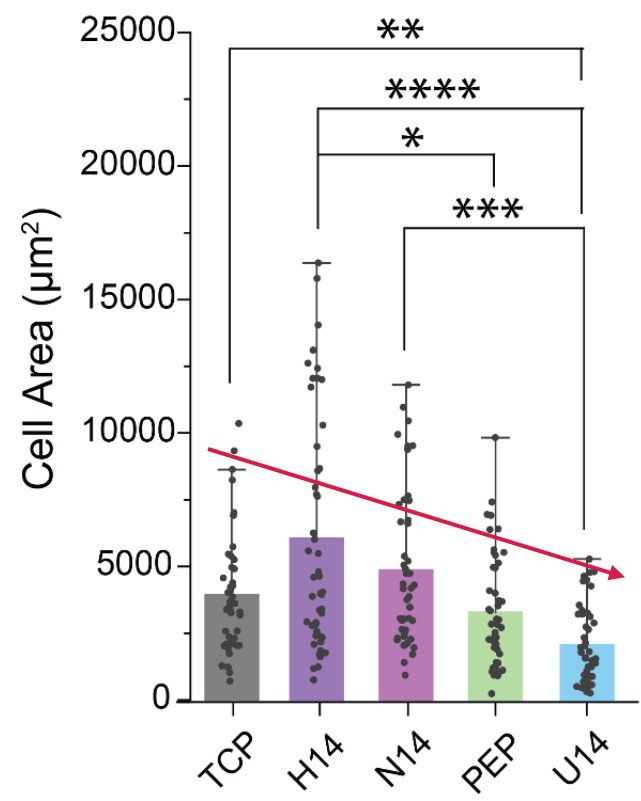 Cell Area (μm²)
25000
20000
15000
10000
5000
0
**
****
*
***
TCP
H14
N14
PEP
U14